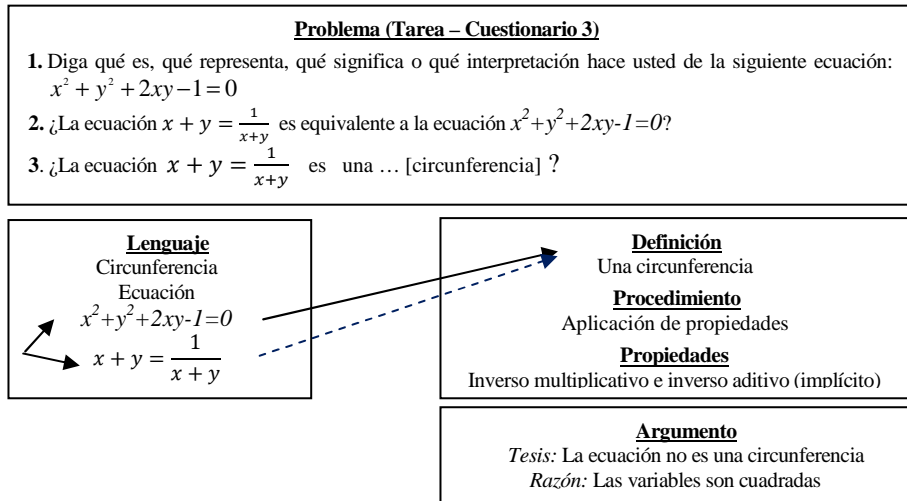 Problema (Tarea – Cuestionario 3)
1. Diga qué es, qué representa, qué significa o qué interpretación hace usted de la siguiente ecuación:
x² + y² + 2xy − 1 = 0
2. ¿La ecuación x + y = 1/(x+y) es equivalente a la ecuación x²+y²+2xy-1=0?
3. ¿La ecuación x + y = 1/(x+y) es una … [circunferencia] ?
Lenguaje
Circunferencia
Ecuación
x²+y²+2xy-1=0
x + y = 1/(x + y)
Definición
Una circunferencia
Procedimiento
Aplicación de propiedades
Propiedades
Inverso multiplicativo e inverso aditivo (implícito)
Argumento
Tesis: La ecuación no es una circunferencia
Razón: Las variables son cuadradas